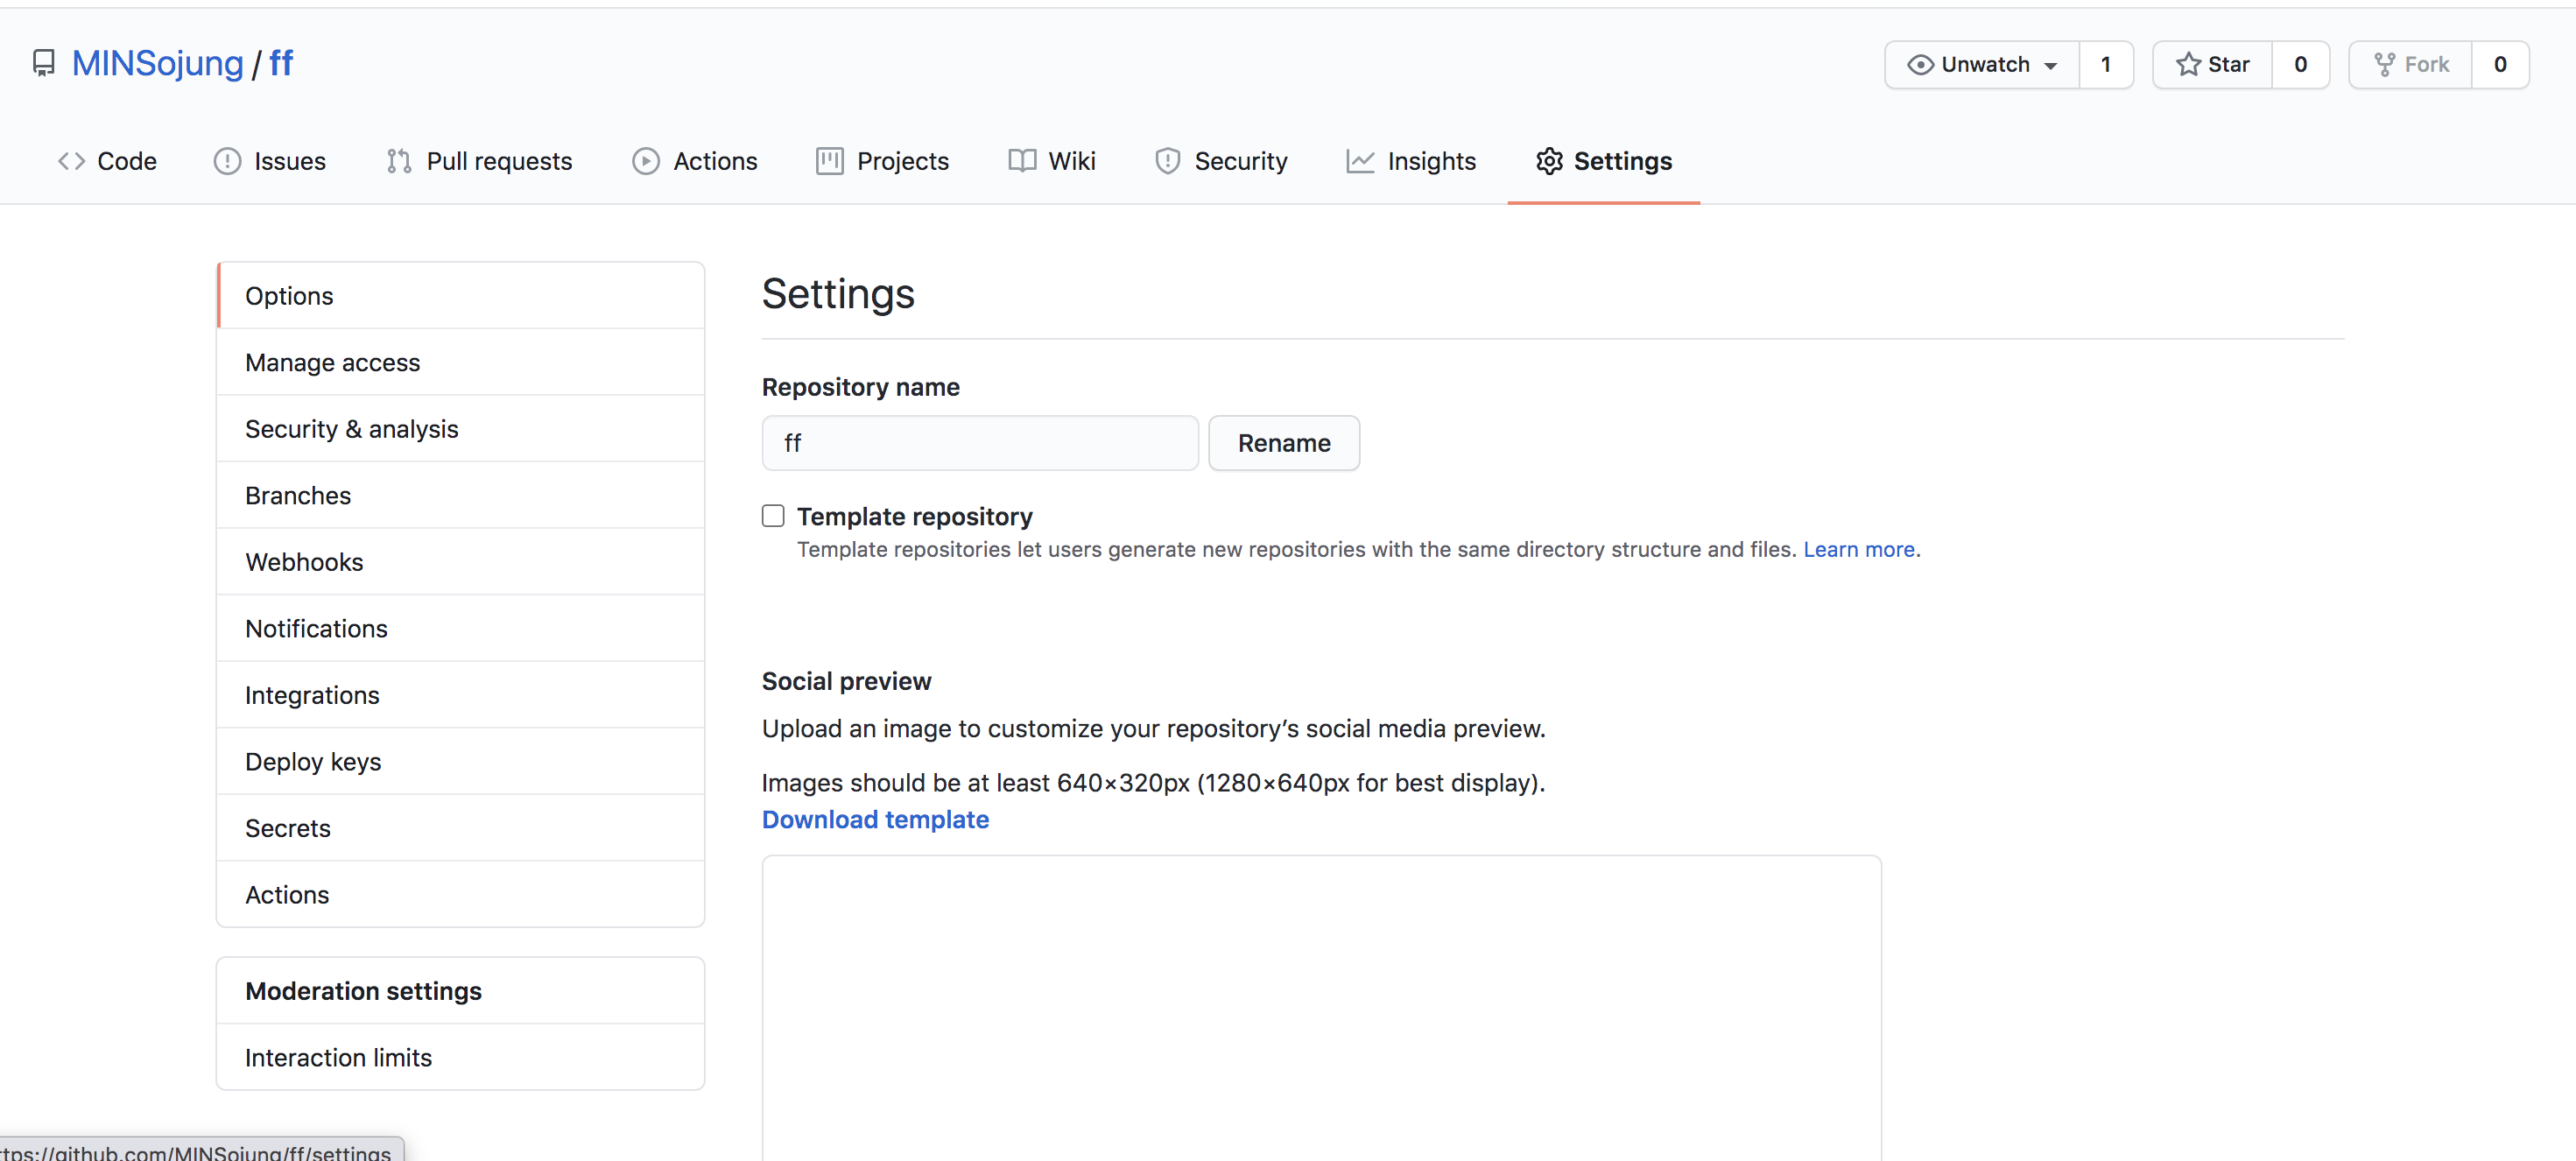 MINSojung / ff
Unwatch 1 Star 0 Fork 0
Code Issues Pull requests Actions Projects Wiki Security Insights Settings
Options
Manage access
Security & analysis
Branches
Webhooks
Notifications
Integrations
Deploy keys
Secrets
Actions
Moderation settings
Interaction limits
Settings
Repository name
ff Rename
Template repository
Template repositories let users generate new repositories with the same directory structure and files. Learn more.
Social preview
Upload an image to customize your repository’s social media preview.
Images should be at least 640×320px (1280×640px for best display).
Download template
ttps://github.com/MINSojung/ff/settings